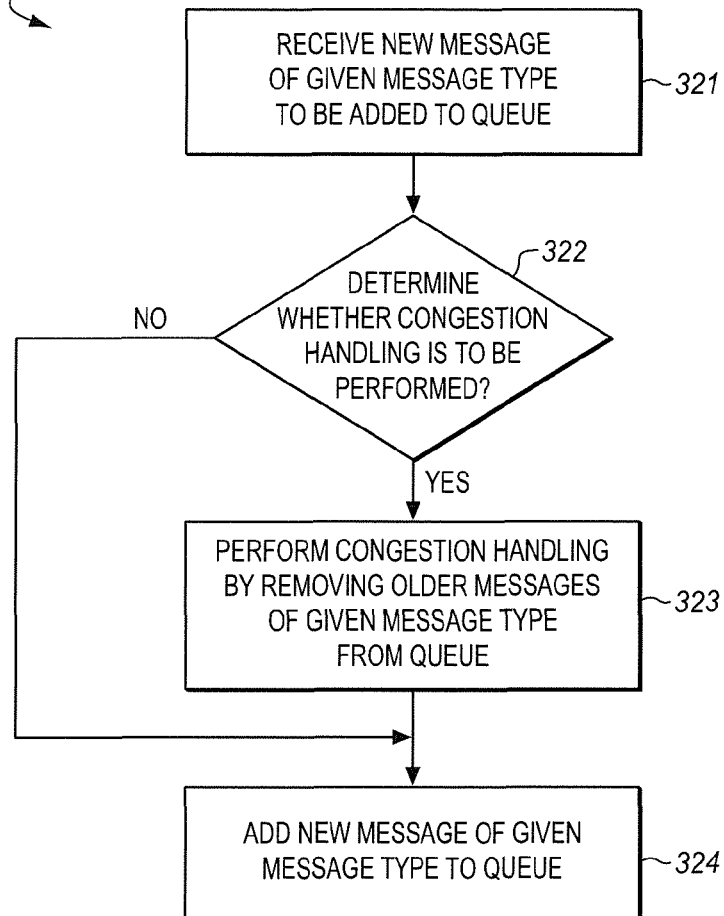 RECEIVE NEW MESSAGE
OF GIVEN MESSAGE TYPE
TO BE ADDED TO QUEUE
321
322
DETERMINE
WHETHER CONGESTION
HANDLING IS TO BE
PERFORMED?
NO
YES
PERFORM CONGESTION HANDLING
BY REMOVING OLDER MESSAGES
OF GIVEN MESSAGE TYPE
FROM QUEUE
323
ADD NEW MESSAGE OF GIVEN
MESSAGE TYPE TO QUEUE
324